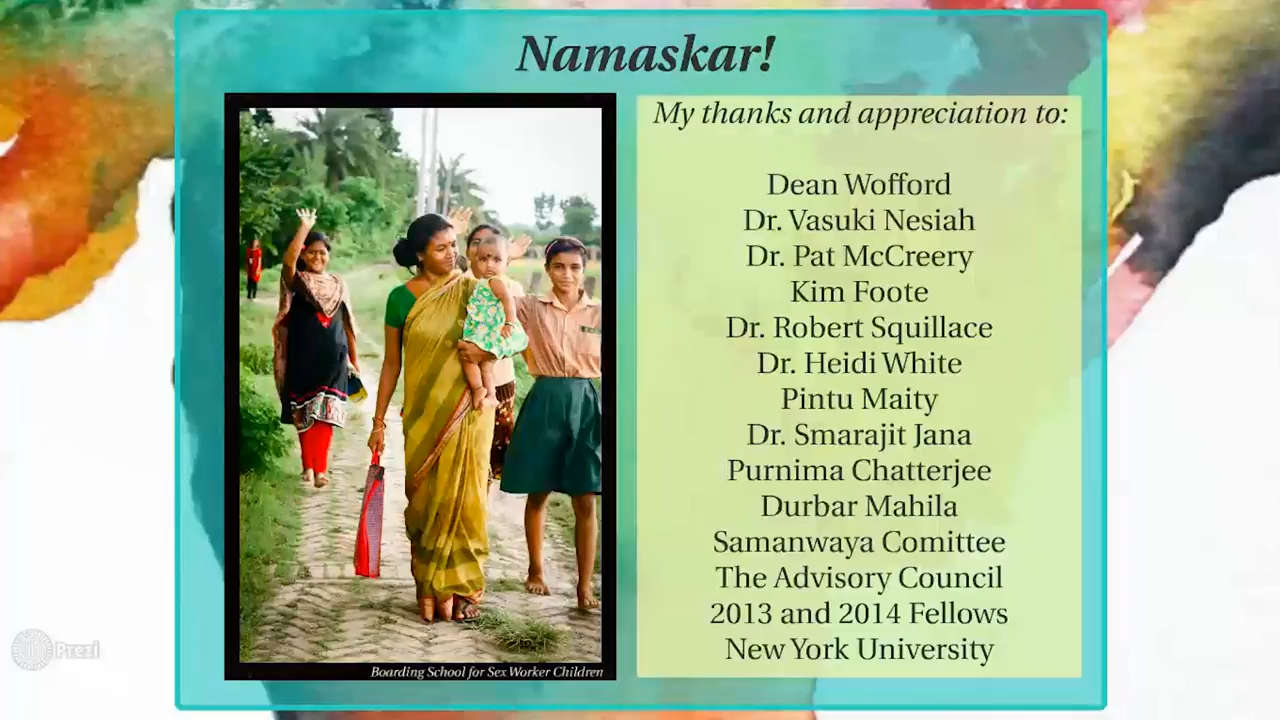 Namaskar!
My thanks and appreciation to:
Dean Wofford
Dr. Vasuki Nesiah
Dr. Pat McCreery
Kim Foote
Dr. Robert Squillace
Dr. Heidi White
Pintu Maity
Dr. Smarajit Jana
Purnima Chatterjee
Durbar Mahila
Samanwaya Comittee
The Advisory Council
2013 and 2014 Fellows
New York University
Boarding School for Sex Worker Children
Prezi